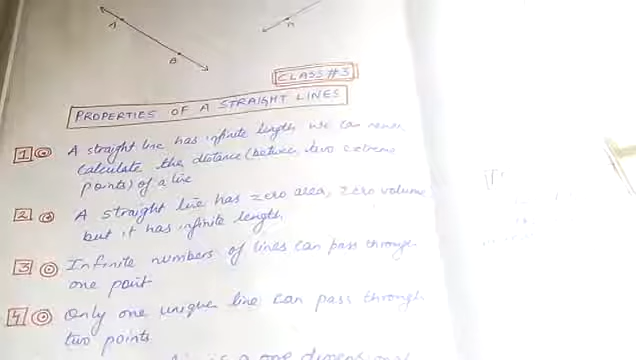 A
B
CLASS #3
PROPERTIES OF A STRAIGHT LINES
1 A straight line has infinite length we can never
calculate the distance (between two extreme
points) of a line
2 A straight line has zero area, zero volume
but it has infinite length.
3 Infinite numbers of lines can pass through
one point
4 Only one unique line can pass through
two points.
is a one dimensional